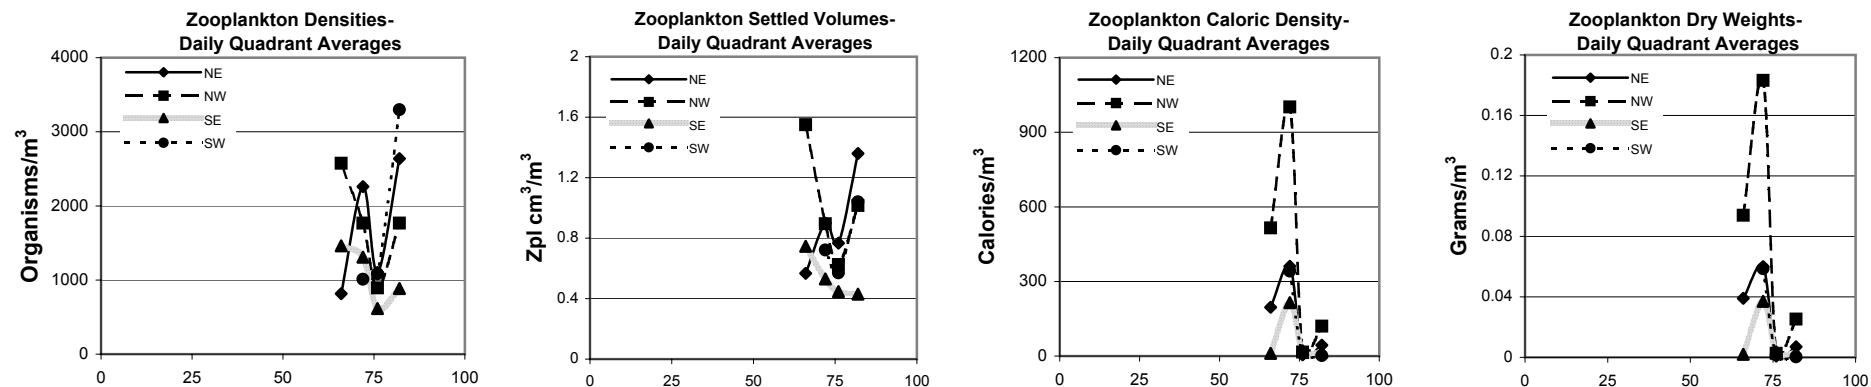 Zooplankton Densities-
Daily Quadrant Averages
4000
3000
2000
1000
0
Organisms/m³
NE
NW
SE
SW
0 25 50 75 100
Zooplankton Settled Volumes-
Daily Quadrant Averages
2
1.6
1.2
0.8
0.4
0
Zpl cm³/m³
NE
NW
SE
SW
0 25 50 75 100
Zooplankton Caloric Density-
Daily Quadrant Averages
1200
900
600
300
0
Calories/m³
NE
NW
SE
SW
0 25 50 75 100
Zooplankton Dry Weights-
Daily Quadrant Averages
0.2
0.16
0.12
0.08
0.04
0
Grams/m³
NE
NW
SE
SW
0 25 50 75 100